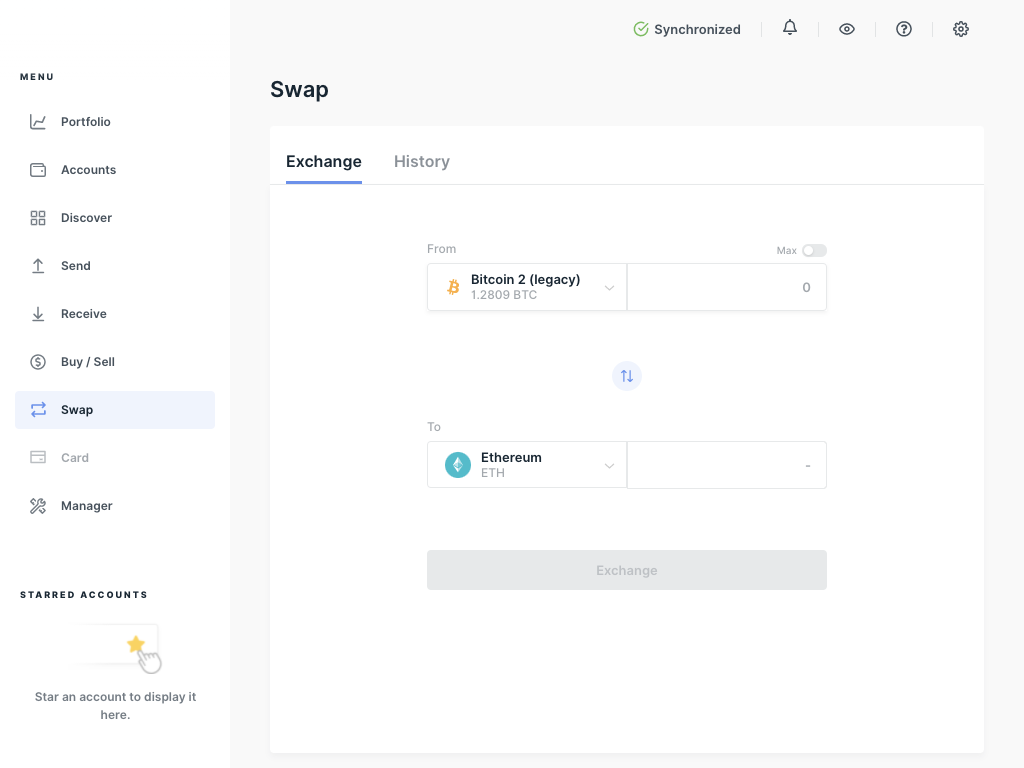 Synchronized
MENU
Portfolio
Accounts
Discover
Send
Receive
Buy / Sell
Swap
Card
Manager
STARRED ACCOUNTS
Star an account to display it
here.
Swap
Exchange
History
From
Max
Bitcoin 2 (legacy)
1.2809 BTC
0
To
Ethereum
ETH
-
Exchange